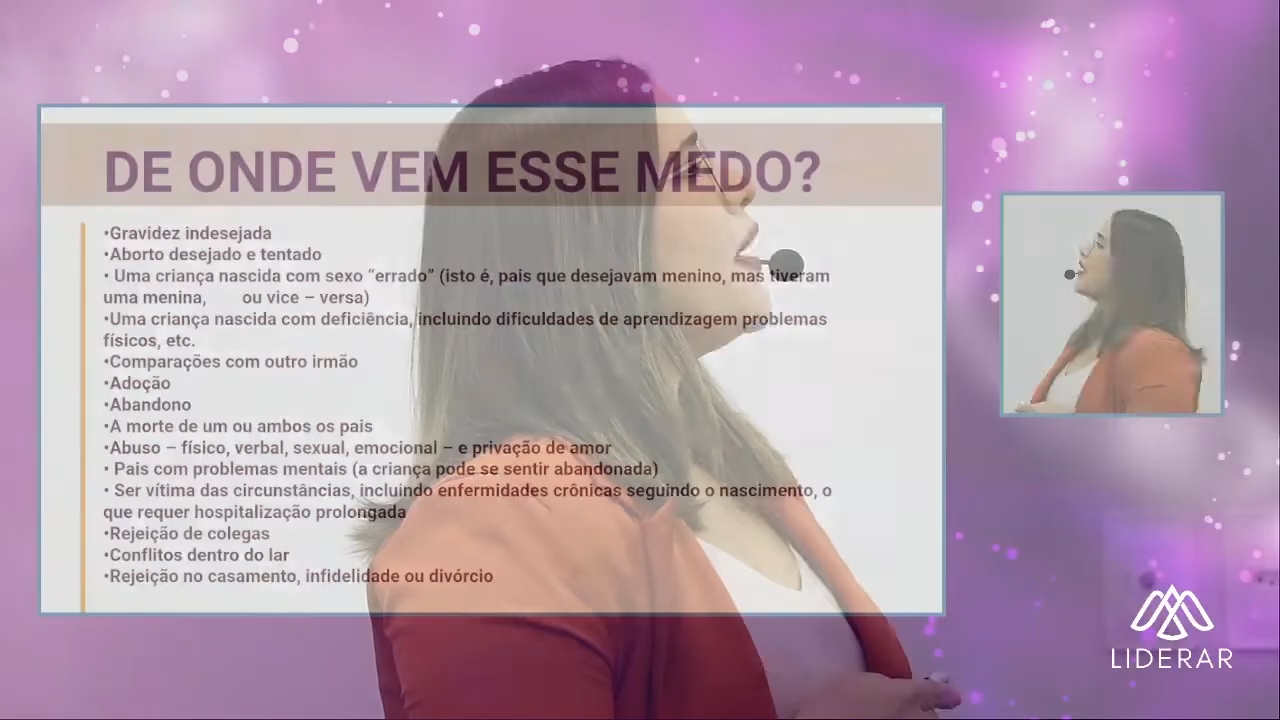 DE ONDE VEM ESSE MEDO?
•Gravidez indesejada
•Aborto desejado e tentado
• Uma criança nascida com sexo “errado” (isto é, pais que desejavam menino, mas tiveram
uma menina, ou vice – versa)
•Uma criança nascida com deficiência, incluindo dificuldades de aprendizagem problemas
físicos, etc.
•Comparações com outro irmão
•Adoção
•Abandono
•A morte de um ou ambos os pais
•Abuso – físico, verbal, sexual, emocional – e privação de amor
• Pais com problemas mentais (a criança pode se sentir abandonada)
• Ser vítima das circunstâncias, incluindo enfermidades crônicas seguindo o nascimento, o
que requer hospitalização prolongada
•Rejeição de colegas
•Conflitos dentro do lar
•Rejeição no casamento, infidelidade ou divórcio
LIDERAR